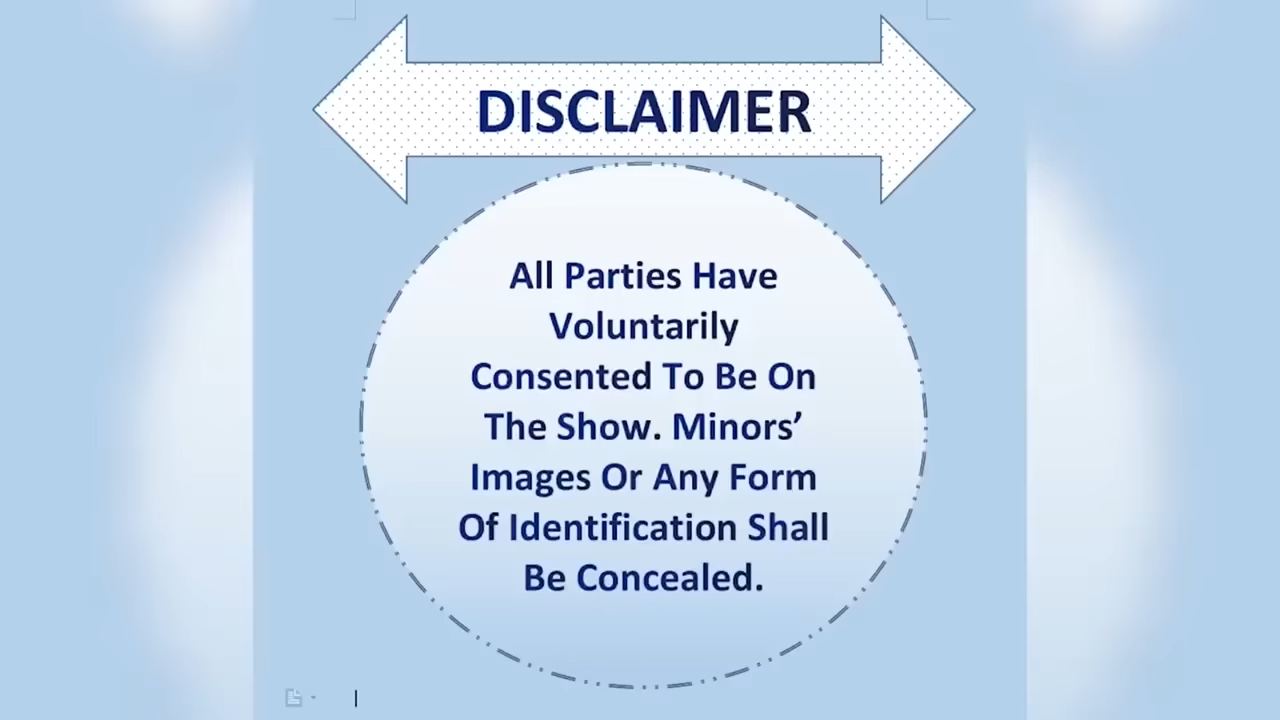 DISCLAIMER
All Parties Have
Voluntarily
Consented To Be On
The Show. Minors’
Images Or Any Form
Of Identification Shall
Be Concealed.